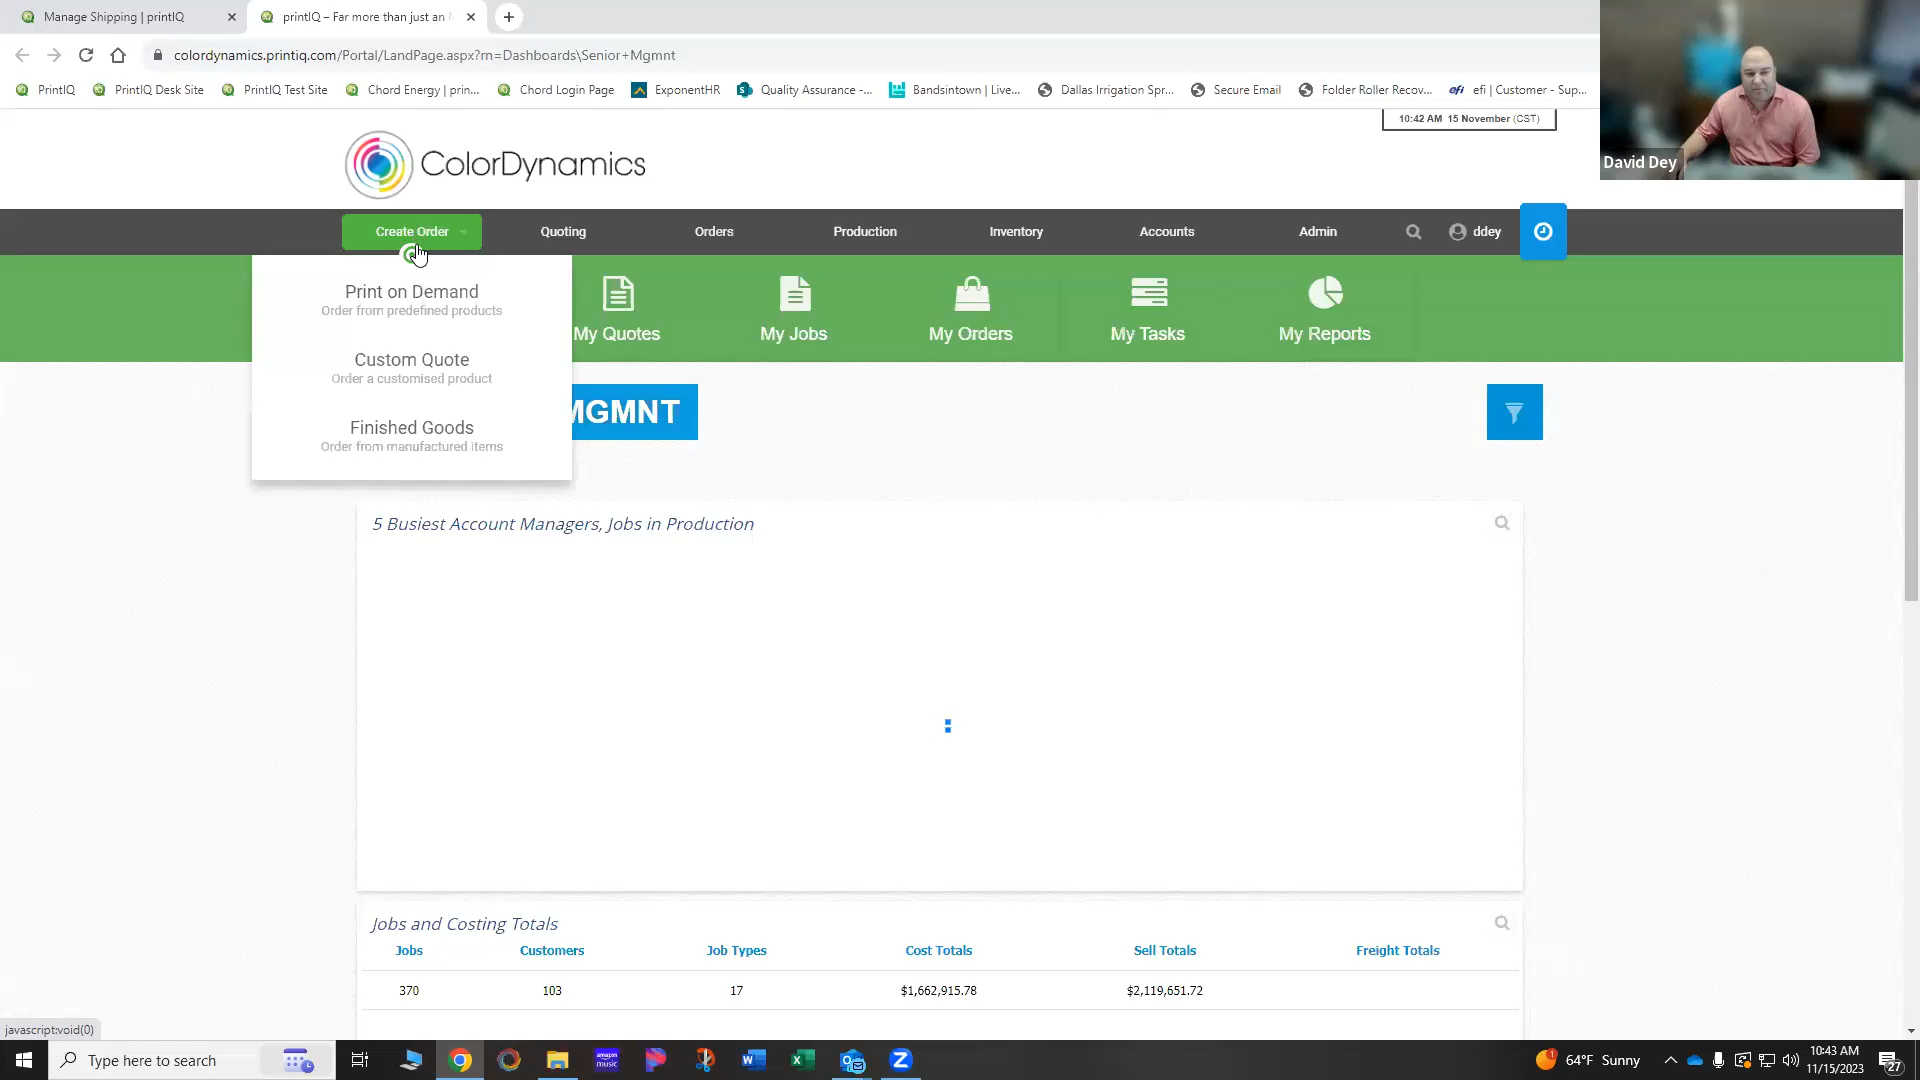 Manage Shipping | printIQ
printIQ – Far more than just an
colordynamics.printiq.com/Portal/LandPage.aspx?rn=Dashboards\Senior+Mgmnt
PrintIQ
PrintIQ Desk Site
PrintIQ Test Site
Chord Energy | prin...
Chord Login Page
ExponentHR
Quality Assurance -...
Bandsintown | Live...
Dallas Irrigation Spr...
Secure Email
Folder Roller Recov...
efi
efi | Customer - Sup...
10:42 AM 15 November (CST)
ColorDynamics
David Dey
Create Order
Quoting
Orders
Production
Inventory
Accounts
Admin
ddey
Print on Demand
Order from predefined products
Custom Quote
Order a customised product
Finished Goods
Order from manufactured items
My Quotes
My Jobs
My Orders
My Tasks
My Reports
MGMNT
5 Busiest Account Managers, Jobs in Production
Jobs and Costing Totals
Jobs Customers Job Types Cost Totals Sell Totals Freight Totals
370 103 17 $1,662,915.78 $2,119,651.72
javascript:void(0)
Type here to search
amazon music
64°F Sunny
10:43 AM
11/15/2023
27